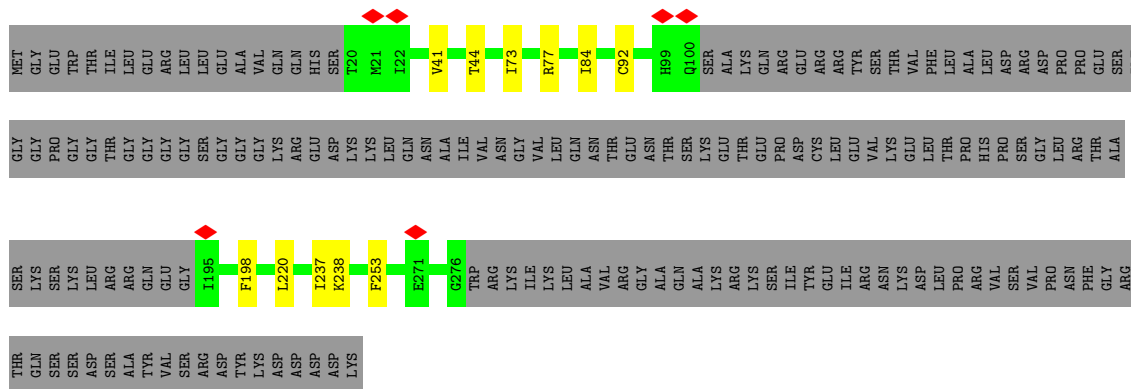 MET GLY GLU TRP THR ILE LEU GLU ARG LEU LEU GLU ALA VAL GLN GLN HIS SER T20 M21 I22 V41 T44 I73 R77 I84 C92 H99 Q100 SER ALA LYS GLN ARG GLU ARG ARG TYR SER THR VAL PHE LEU ALA LEU ASP ARG ASP PRO PRO GLU SER
GLY GLY PRO GLY GLY THR GLY GLY GLY GLY SER GLY GLY GLY GLY LYS ARG GLU ASP LYS LYS LEU GLN ASN ALA ILE VAL ASN GLY VAL LEU GLN ASN THR GLU ASN THR SER LYS GLU THR GLU PRO ASP CYS LEU GLU VAL LYS GLU LEU THR PRO HIS PRO SER GLY LEU ARG THR ALA
SER LYS SER LYS LEU ARG ARG GLN GLU GLY I195 F198 L220 I237 K238 F253 E271 G276 TRP ARG LYS ILE LYS LEU ALA VAL ARG GLY ALA GLN ALA LYS ARG LYS SER ILE TYR GLU ILE ARG ASN LYS ASP LEU PRO ARG VAL SER VAL PRO ASN PHE GLY ARG
THR GLN SER SER ASP SER ALA TYR VAL SER ARG ASP TYR LYS ASP ASP ASP ASP LYS